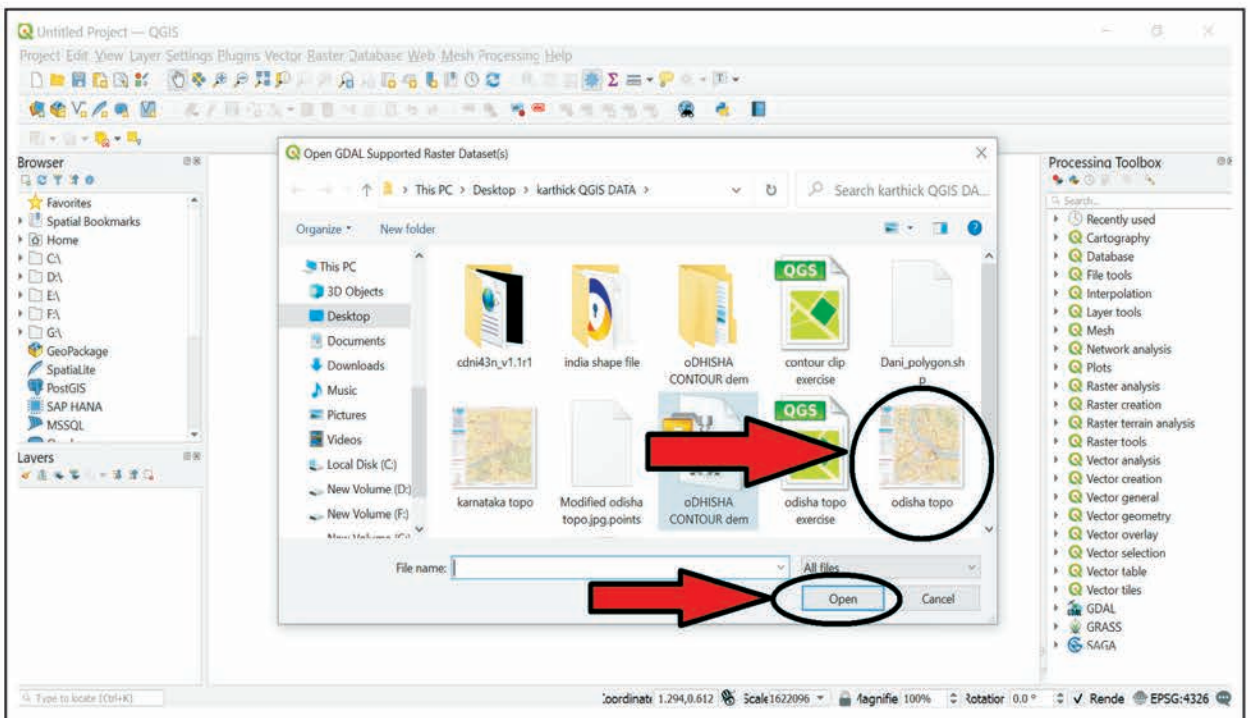 Untitled Project — QGIS
Project Edit View Layer Settings Plugins Vector Raster Database Web Mesh Processing Help
Browser
Favorites
Spatial Bookmarks
Home
C:\
D:\
E:\
F:\
G:\
GeoPackage
SpatiaLite
PostGIS
SAP HANA
MSSQL
Layers
Open GDAL Supported Raster Dataset(s)
This PC > Desktop > karthick QGIS DATA >
Search karthick QGIS DA...
Organize
New folder
This PC
3D Objects
Desktop
Documents
Downloads
Music
Pictures
Videos
Local Disk (C:)
New Volume (D:)
New Volume (F:)
cdni43n_v1.1r1
india shape file
oDHISHA
CONTOUR dem
QGS
contour clip
exercise
Dani_polygon.sh
p
karnataka topo
Modified odisha
topo.jpg.points
oDHISHA
CONTOUR dem
QGS
odisha topo
exercise
odisha topo
File name:
All files
Open
Cancel
Processing Toolbox
Search...
Recently used
Cartography
Database
File tools
Interpolation
Layer tools
Mesh
Network analysis
Plots
Raster analysis
Raster creation
Raster terrain analysis
Raster tools
Vector analysis
Vector creation
Vector general
Vector geometry
Vector overlay
Vector selection
Vector table
Vector tiles
GDAL
GRASS
SAGA
Type to locate (Ctrl+K)
:oordinate 1.294,0.612 Scale 1622096 Magnifie 100% Rotation 0.0 ° Rende EPSG:4326